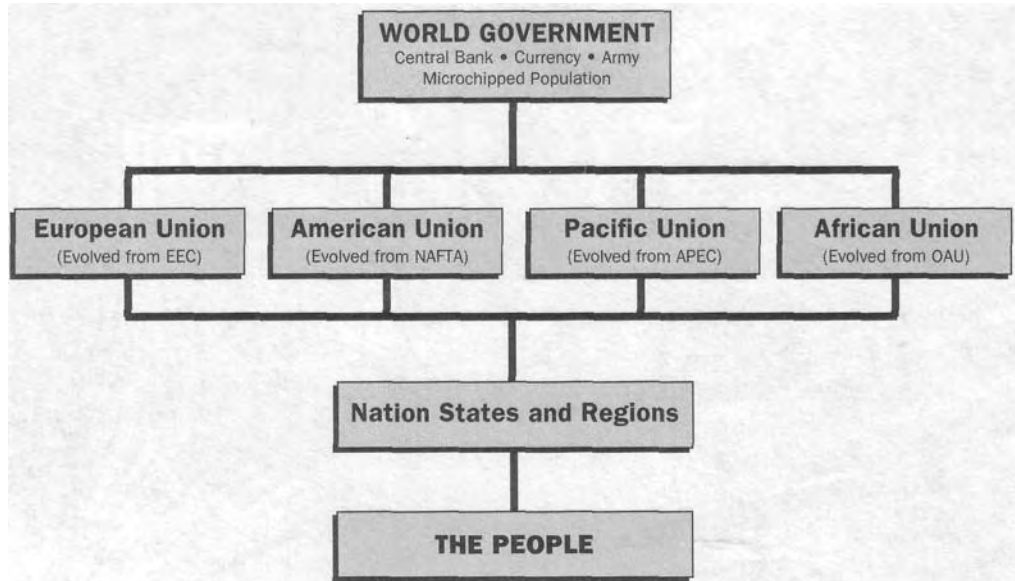 WORLD GOVERNMENT
Central Bank • Currency • Army
Microchipped Population
European Union
(Evolved from EEC)
American Union
(Evolved from NAFTA)
Pacific Union
(Evolved from APEC)
African Union
(Evolved from OAU)
Nation States and Regions
THE PEOPLE